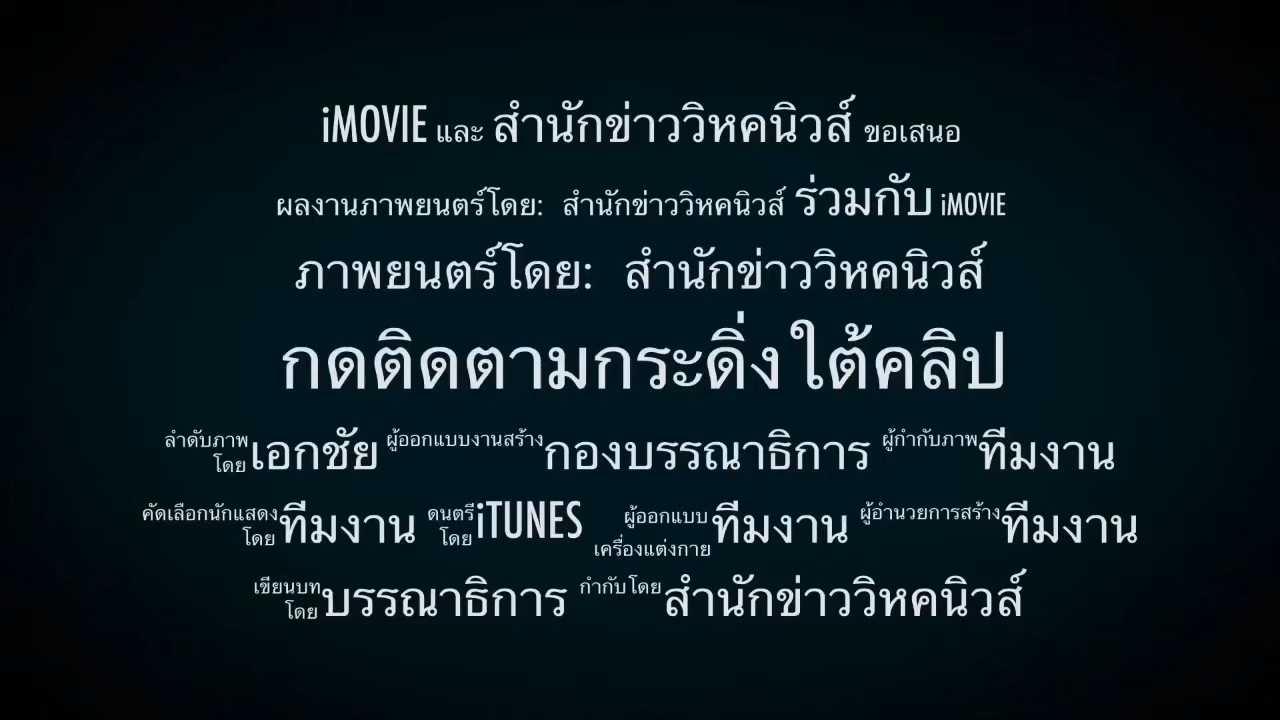 iMOVIE และ สำนักข่าววิหคนิวส์ ขอเสนอ
ผลงานภาพยนตร์โดย: สำนักข่าววิหคนิวส์ ร่วมกับ iMOVIE
ภาพยนตร์โดย: สำนักข่าววิหคนิวส์
กดติดตามกระดิ่ง ใต้คลิป
ลำดับภาพโดย เอกชัย ผู้ออกแบบงานสร้าง กองบรรณาธิการ ผู้กำกับภาพ ทีมงาน
คัดเลือกนักแสดงโดย ทีมงาน ดนตรีโดย iTUNES ผู้ออกแบบเครื่องแต่งกาย ทีมงาน ผู้อำนวยการสร้าง ทีมงาน
เขียนบทโดย บรรณาธิการ กำกับโดย สำนักข่าววิหคนิวส์